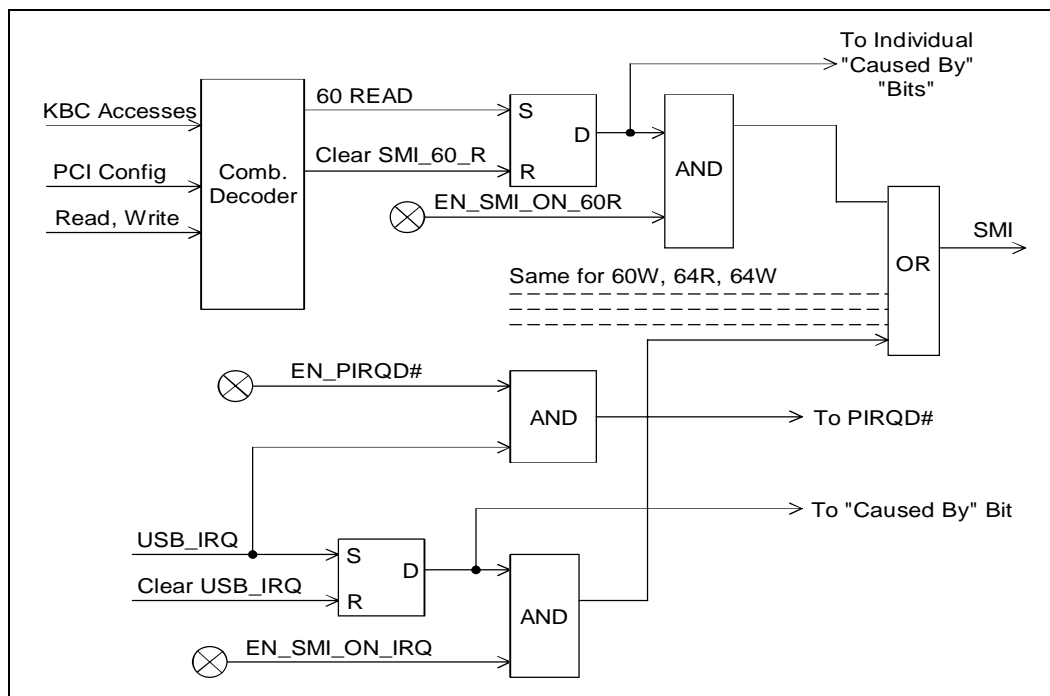 To Individual
"Caused By"
"Bits"
KBC Accesses
60 READ
S
D
PCI Config
Comb.
Decoder
Clear SMI_60_R
R
AND
Read, Write
EN_SMI_ON_60R
SMI
OR
Same for 60W, 64R, 64W
EN_PIRQD#
AND
To PIRQD#
To "Caused By" Bit
USB_IRQ
S
D
Clear USB_IRQ
R
AND
EN_SMI_ON_IRQ